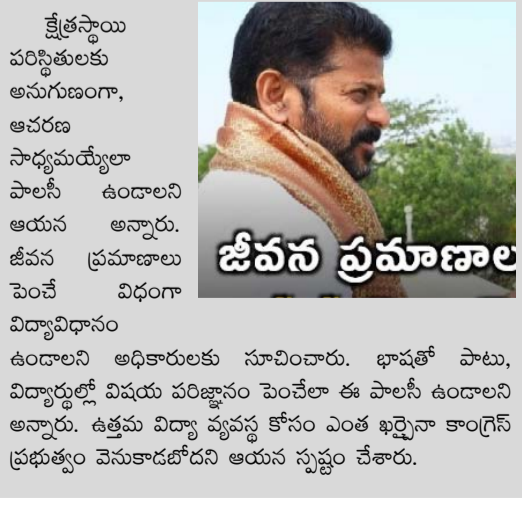 క్షేత్రస్థాయి
పరిస్థితులకు
అనుగుణంగా,
ఆచరణ
సాధ్యమయ్యేలా
పాలసీ ఉండాలని
ఆయన అన్నారు.
జీవన ప్రమాణాలు
పెంచే విధంగా
విద్యావిధానం
ఉండాలని అధికారులకు సూచించారు. భాషతో పాటు,
విద్యార్థుల్లో విషయ పరిజ్ఞానం పెంచేలా ఈ పాలసీ ఉండాలని
అన్నారు. ఉత్తమ విద్యా వ్యవస్థ కోసం ఎంత ఖర్చైనా కాంగ్రెస్
ప్రభుత్వం వెనుకాడబోదని ఆయన స్పష్టం చేశారు.
జీవన ప్రమాణాల